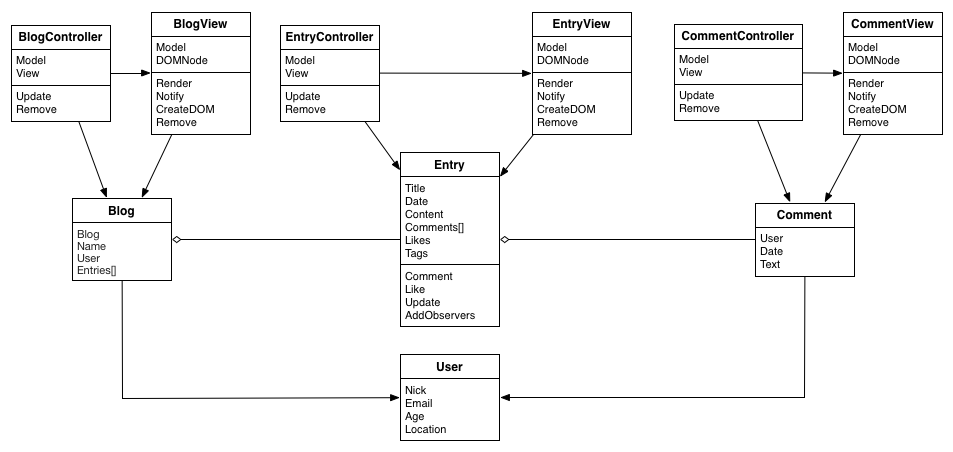 BlogController
Model
View
Update
Remove
BlogView
Model
DOMNode
Render
Notify
CreateDOM
Remove
EntryController
Model
View
Update
Remove
EntryView
Model
DOMNode
Render
Notify
CreateDOM
Remove
CommentController
Model
View
Update
Remove
CommentView
Model
DOMNode
Render
Notify
CreateDOM
Remove
Blog
Blog
Name
User
Entries[]
Entry
Title
Date
Content
Comments[]
Likes
Tags
Comment
Like
Update
AddObservers
Comment
User
Date
Text
User
Nick
Email
Age
Location